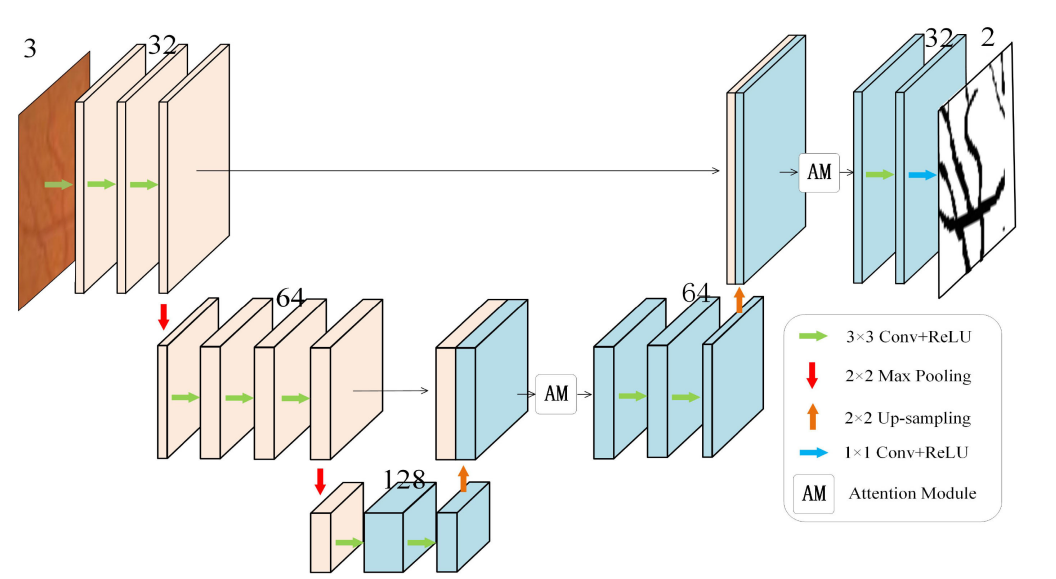 3
32
32
2
AM
64
64
AM
128
3×3 Conv+ReLU
2×2 Max Pooling
2×2 Up-sampling
1×1 Conv+ReLU
AM Attention Module